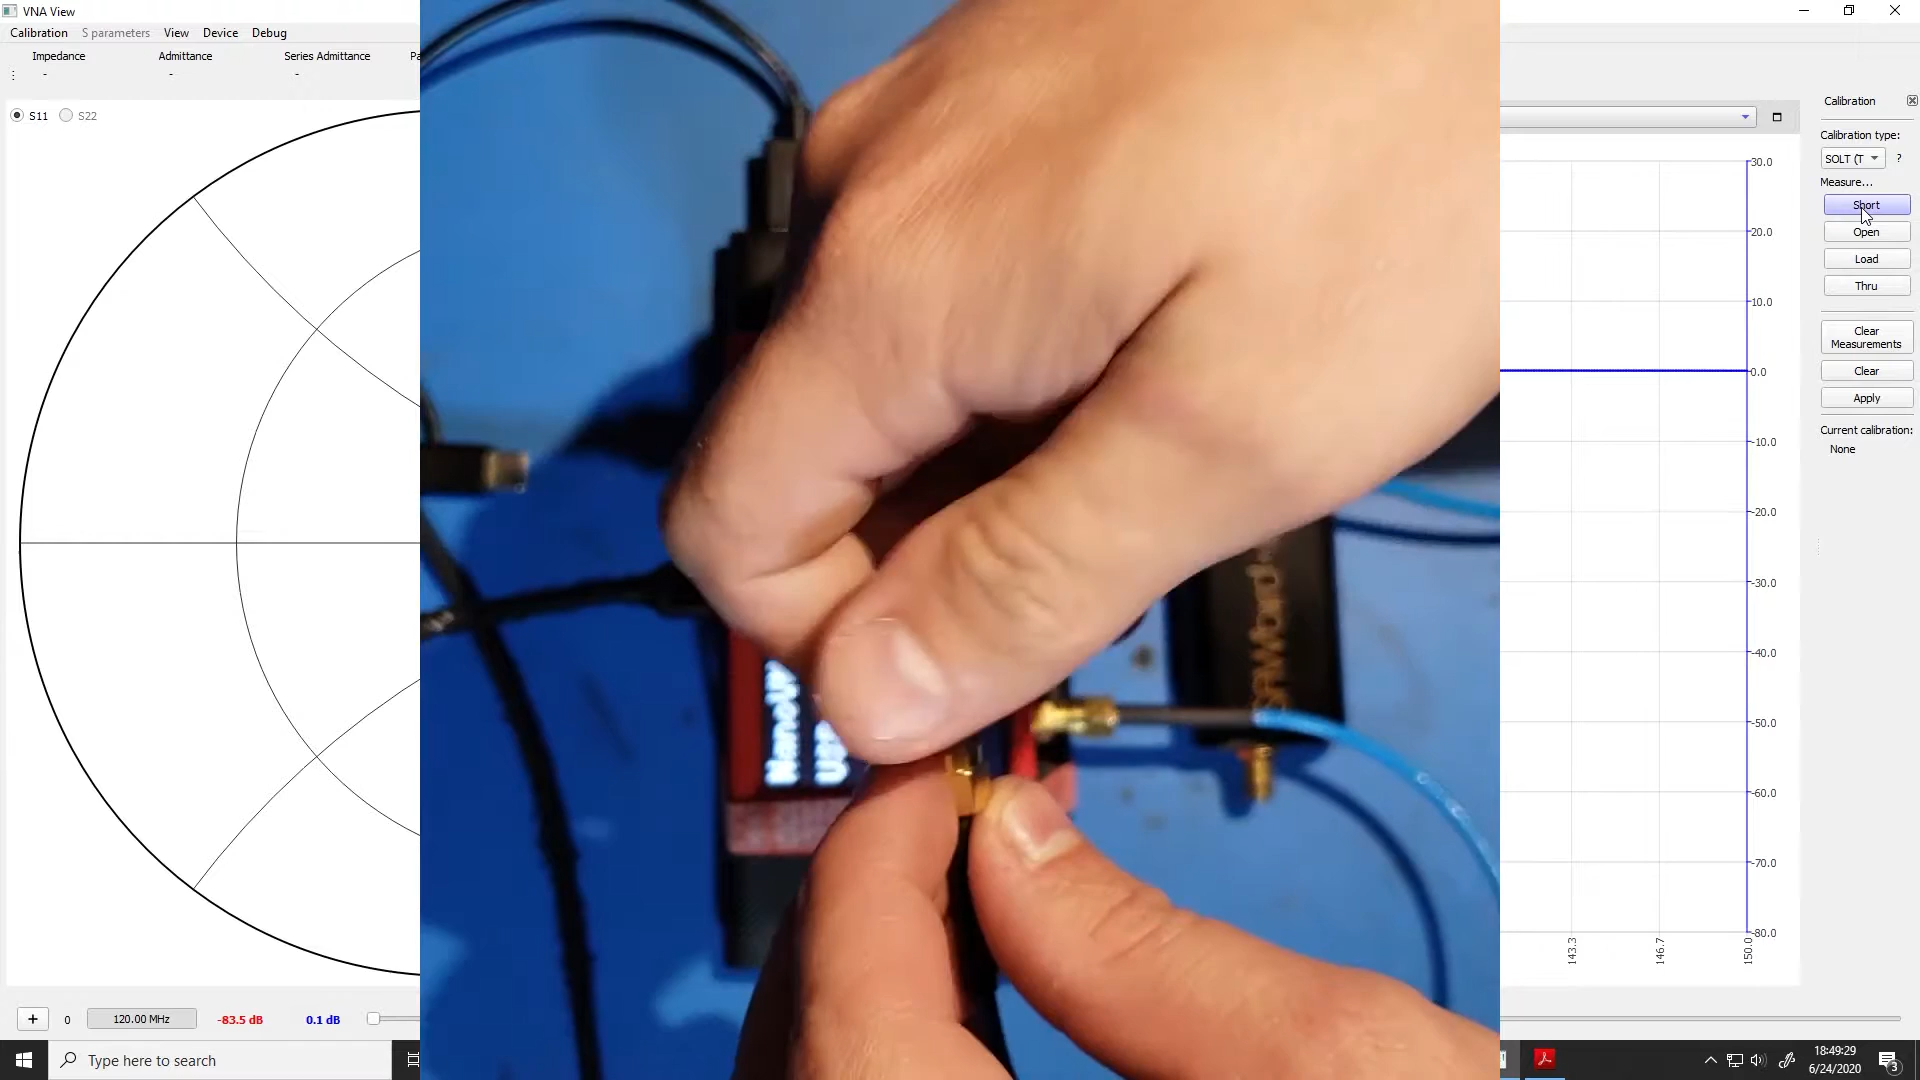 VNA View
Calibration S parameters View Device Debug
Impedance Admittance Series Admittance Pa
- - -
S11 S22
Calibration
Calibration type:
SOLT (T ?
Measure...
Short
Open
Load
Thru
Clear Measurements
Clear
Apply
Current calibration:
None
30.0
20.0
10.0
0.0
-10.0
-20.0
-30.0
-40.0
-50.0
-60.0
-70.0
-80.0
143.3 146.7 150.0
+ 0 120.00 MHz -83.5 dB 0.1 dB
Type here to search
18:49:29
6/24/2020
3